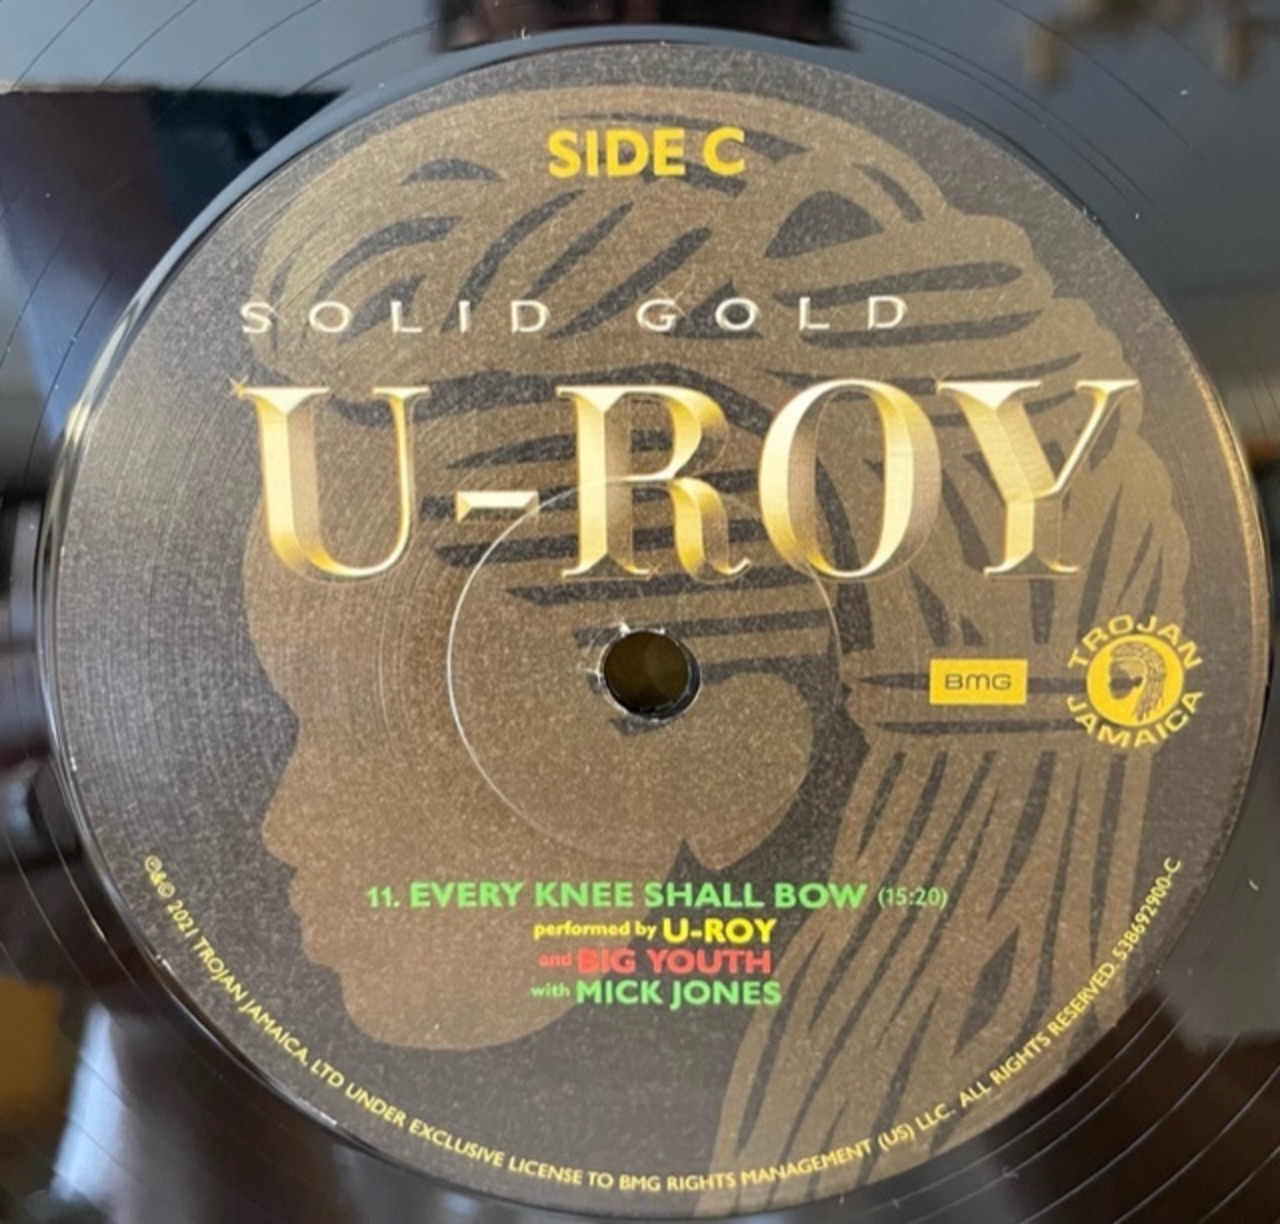 SIDE C
SOLID GOLD
U-ROY
BMG
TROJAN
JAMAICA
11. EVERY KNEE SHALL BOW (15:20)
performed by U-ROY
and BIG YOUTH
with MICK JONES
℗&© 2021 TROJAN JAMAICA, LTD UNDER EXCLUSIVE LICENSE TO BMG RIGHTS MANAGEMENT (US) LLC. ALL RIGHTS RESERVED. 538692900-C